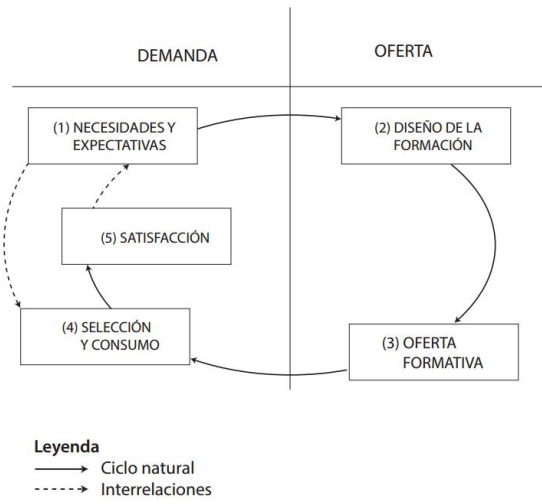 DEMANDA
OFERTA
(1) NECESIDADES Y
EXPECTATIVAS
(2) DISEÑO DE LA
FORMACIÓN
(5) SATISFACCIÓN
(4) SELECCIÓN
Y CONSUMO
(3) OFERTA
FORMATIVA
Leyenda
Ciclo natural
Interrelaciones